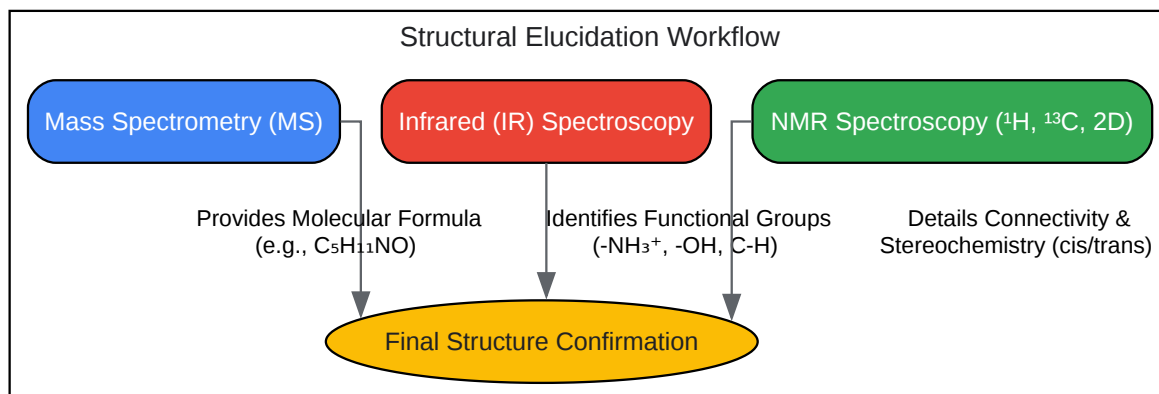 Structural Elucidation Workflow
Mass Spectrometry (MS)
Infrared (IR) Spectroscopy
NMR Spectroscopy (¹H, ¹³C, 2D)
Provides Molecular Formula
(e.g., C₅H₁₁NO)
Identifies Functional Groups
(-NH₃⁺, -OH, C-H)
Details Connectivity &
Stereochemistry (cis/trans)
Final Structure Confirmation